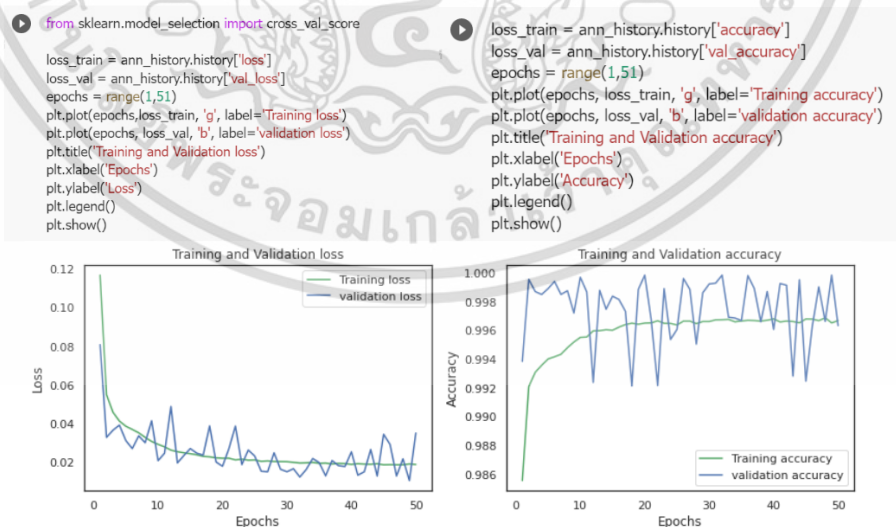 from sklearn.model_selection import cross_val_score
loss_train = ann_history.history['loss']
loss_val = ann_history.history['val_loss']
epochs = range(1,51)
plt.plot(epochs,loss_train, 'g', label='Training loss')
plt.plot(epochs, loss_val, 'b', label='validation loss')
plt.title('Training and Validation loss')
plt.xlabel('Epochs')
plt.ylabel('Loss')
plt.legend()
plt.show()
loss_train = ann_history.history['accuracy']
loss_val = ann_history.history['val_accuracy']
epochs = range(1,51)
plt.plot(epochs, loss_train, 'g', label='Training accuracy')
plt.plot(epochs, loss_val, 'b', label='validation accuracy')
plt.title('Training and Validation accuracy')
plt.xlabel('Epochs')
plt.ylabel('Accuracy')
plt.legend()
plt.show()
Training and Validation loss
0.12
0.10
0.08
0.06
0.04
0.02
Loss
Training loss
validation loss
0 10 20 30 40 50
Epochs
Training and Validation accuracy
1.000
0.998
0.996
0.994
0.992
0.990
0.988
0.986
Accuracy
Training accuracy
validation accuracy
0 10 20 30 40 50
Epochs